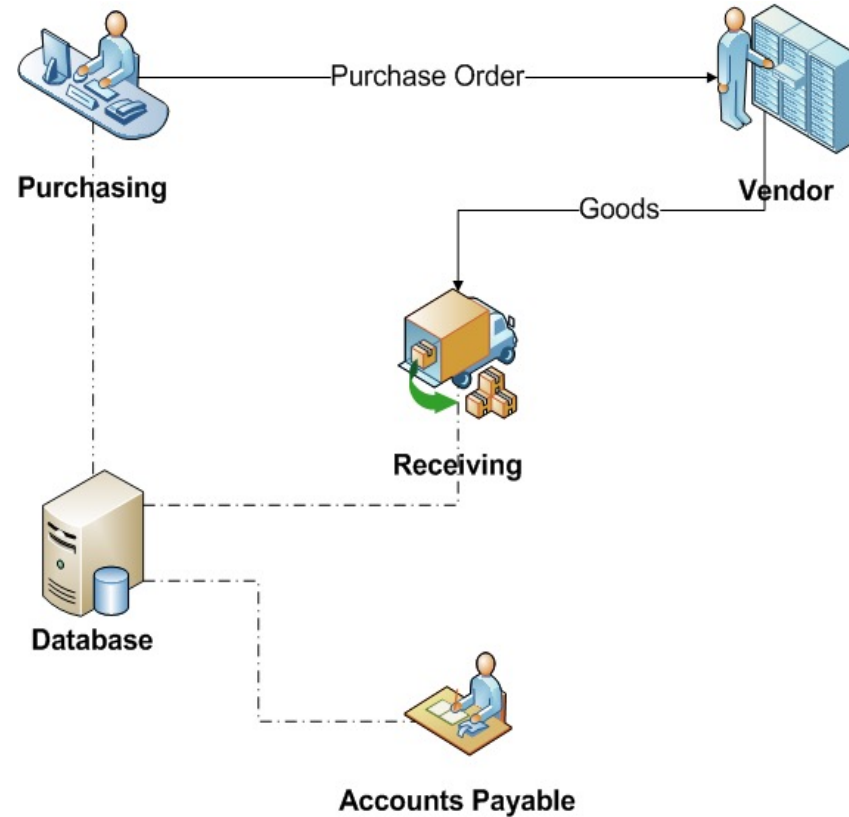 Purchase Order
Purchasing
Vendor
Goods
Receiving
Database
Accounts Payable